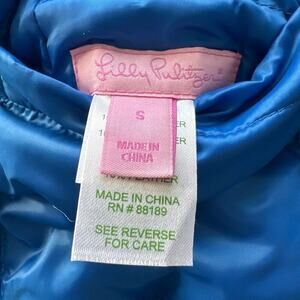 Lilly Pulitzer
S
MADE IN
CHINA
MADE IN CHINA
RN # 88189
SEE REVERSE
FOR CARE